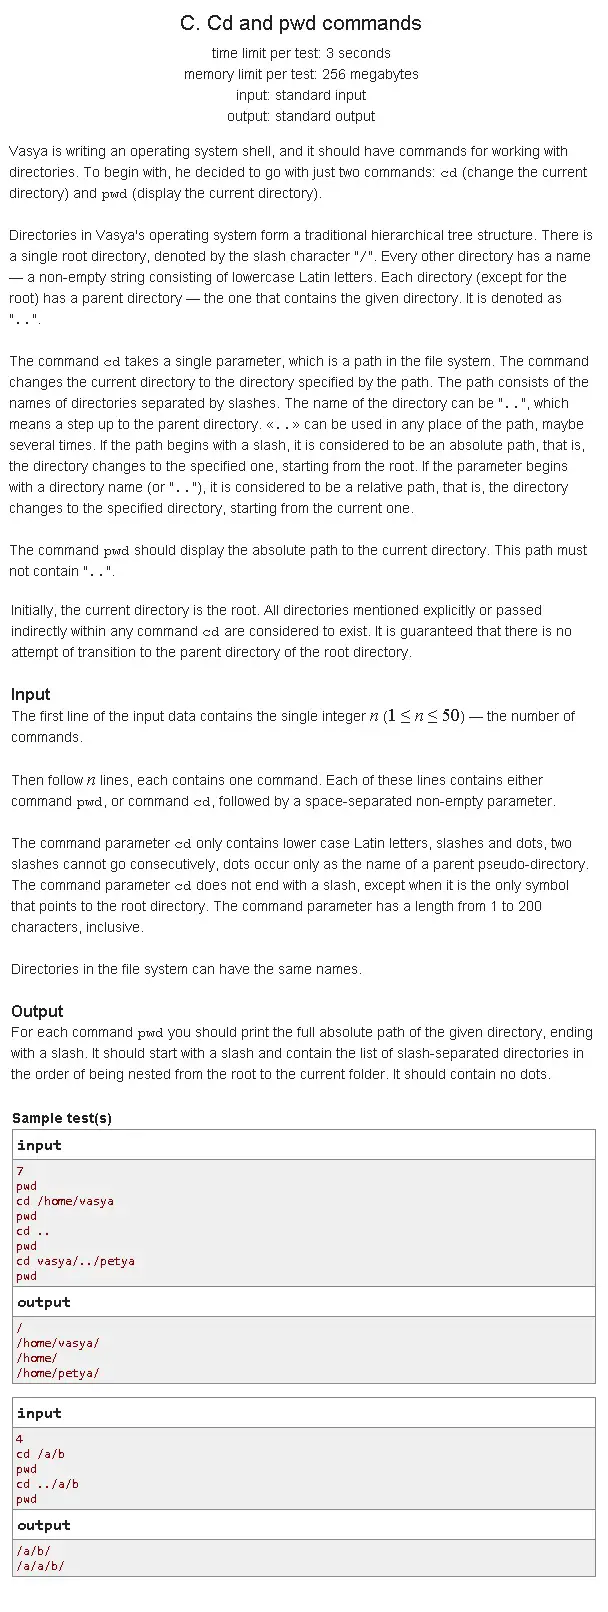 C. Cd and pwd commands
time limit per test: 3 seconds
memory limit per test: 256 megabytes
input: standard input
output: standard output
Vasya is writing an operating system shell, and it should have commands for working with
directories. To begin with, he decided to go with just two commands: cd (change the current
directory) and pwd (display the current directory).
Directories in Vasya's operating system form a traditional hierarchical tree structure. There is
a single root directory, denoted by the slash character "/". Every other directory has a name
— a non-empty string consisting of lowercase Latin letters. Each directory (except for the
root) has a parent directory — the one that contains the given directory. It is denoted as
"..".
The command cd takes a single parameter, which is a path in the file system. The command
changes the current directory to the directory specified by the path. The path consists of the
names of directories separated by slashes. The name of the directory can be "..", which
means a step up to the parent directory. «..» can be used in any place of the path, maybe
several times. If the path begins with a slash, it is considered to be an absolute path, that is,
the directory changes to the specified one, starting from the root. If the parameter begins
with a directory name (or ".."), it is considered to be a relative path, that is, the directory
changes to the specified directory, starting from the current one.
The command pwd should display the absolute path to the current directory. This path must
not contain "..".
Initially, the current directory is the root. All directories mentioned explicitly or passed
indirectly within any command cd are considered to exist. It is guaranteed that there is no
attempt of transition to the parent directory of the root directory.
Input
The first line of the input data contains the single integer n (1 ≤ n ≤ 50) — the number of
commands.
Then follow n lines, each contains one command. Each of these lines contains either
command pwd, or command cd, followed by a space-separated non-empty parameter.
The command parameter cd only contains lower case Latin letters, slashes and dots, two
slashes cannot go consecutively, dots occur only as the name of a parent pseudo-directory.
The command parameter cd does not end with a slash, except when it is the only symbol
that points to the root directory. The command parameter has a length from 1 to 200
characters, inclusive.
Directories in the file system can have the same names.
Output
For each command pwd you should print the full absolute path of the given directory, ending
with a slash. It should start with a slash and contain the list of slash-separated directories in
the order of being nested from the root to the current folder. It should contain no dots.
Sample test(s)
input
7
pwd
cd /home/vasya
pwd
cd ..
pwd
cd vasya/../petya
pwd
output
/
/home/vasya/
/home/
/home/petya/
input
4
cd /a/b
pwd
cd ../a/b
pwd
output
/a/b/
/a/a/b/